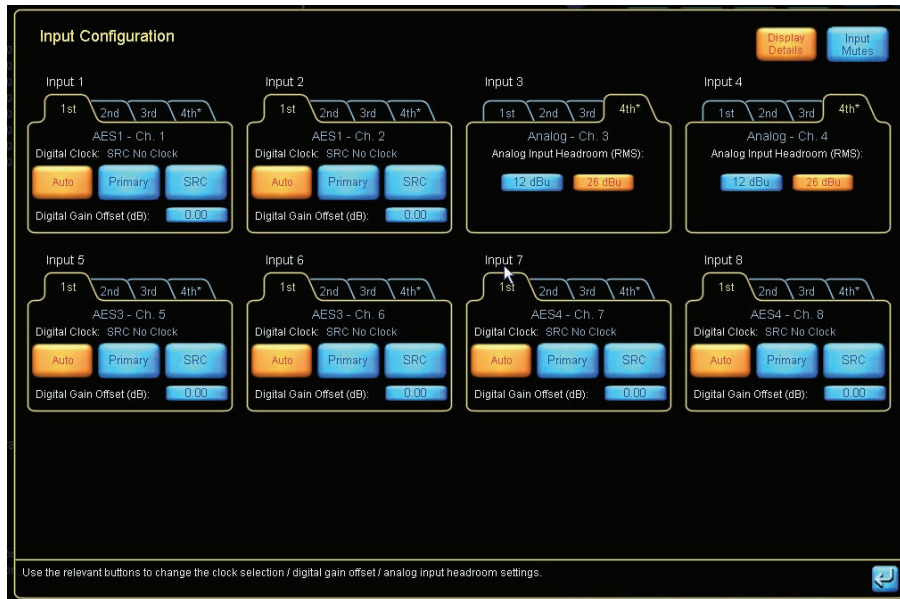 Input Configuration
Display Details
Input Mutes
Input 1
1st 2nd 3rd 4th*
AES1 - Ch. 1
Digital Clock: SRC No Clock
Auto Primary SRC
Digital Gain Offset (dB): 0.00
Input 2
1st 2nd 3rd 4th*
AES1 - Ch. 2
Digital Clock: SRC No Clock
Auto Primary SRC
Digital Gain Offset (dB): 0.00
Input 3
1st 2nd 3rd 4th*
Analog - Ch. 3
Analog Input Headroom (RMS):
12 dBu 26 dBu
Input 4
1st 2nd 3rd 4th*
Analog - Ch. 4
Analog Input Headroom (RMS):
12 dBu 26 dBu
Input 5
1st 2nd 3rd 4th*
AES3 - Ch. 5
Digital Clock: SRC No Clock
Auto Primary SRC
Digital Gain Offset (dB): 0.00
Input 6
1st 2nd 3rd 4th*
AES3 - Ch. 6
Digital Clock: SRC No Clock
Auto Primary SRC
Digital Gain Offset (dB): 0.00
Input 7
1st 2nd 3rd 4th*
AES4 - Ch. 7
Digital Clock: SRC No Clock
Auto Primary SRC
Digital Gain Offset (dB): 0.00
Input 8
1st 2nd 3rd 4th*
AES4 - Ch. 8
Digital Clock: SRC No Clock
Auto Primary SRC
Digital Gain Offset (dB): 0.00
Use the relevant buttons to change the clock selection / digital gain offset / analog input headroom settings.